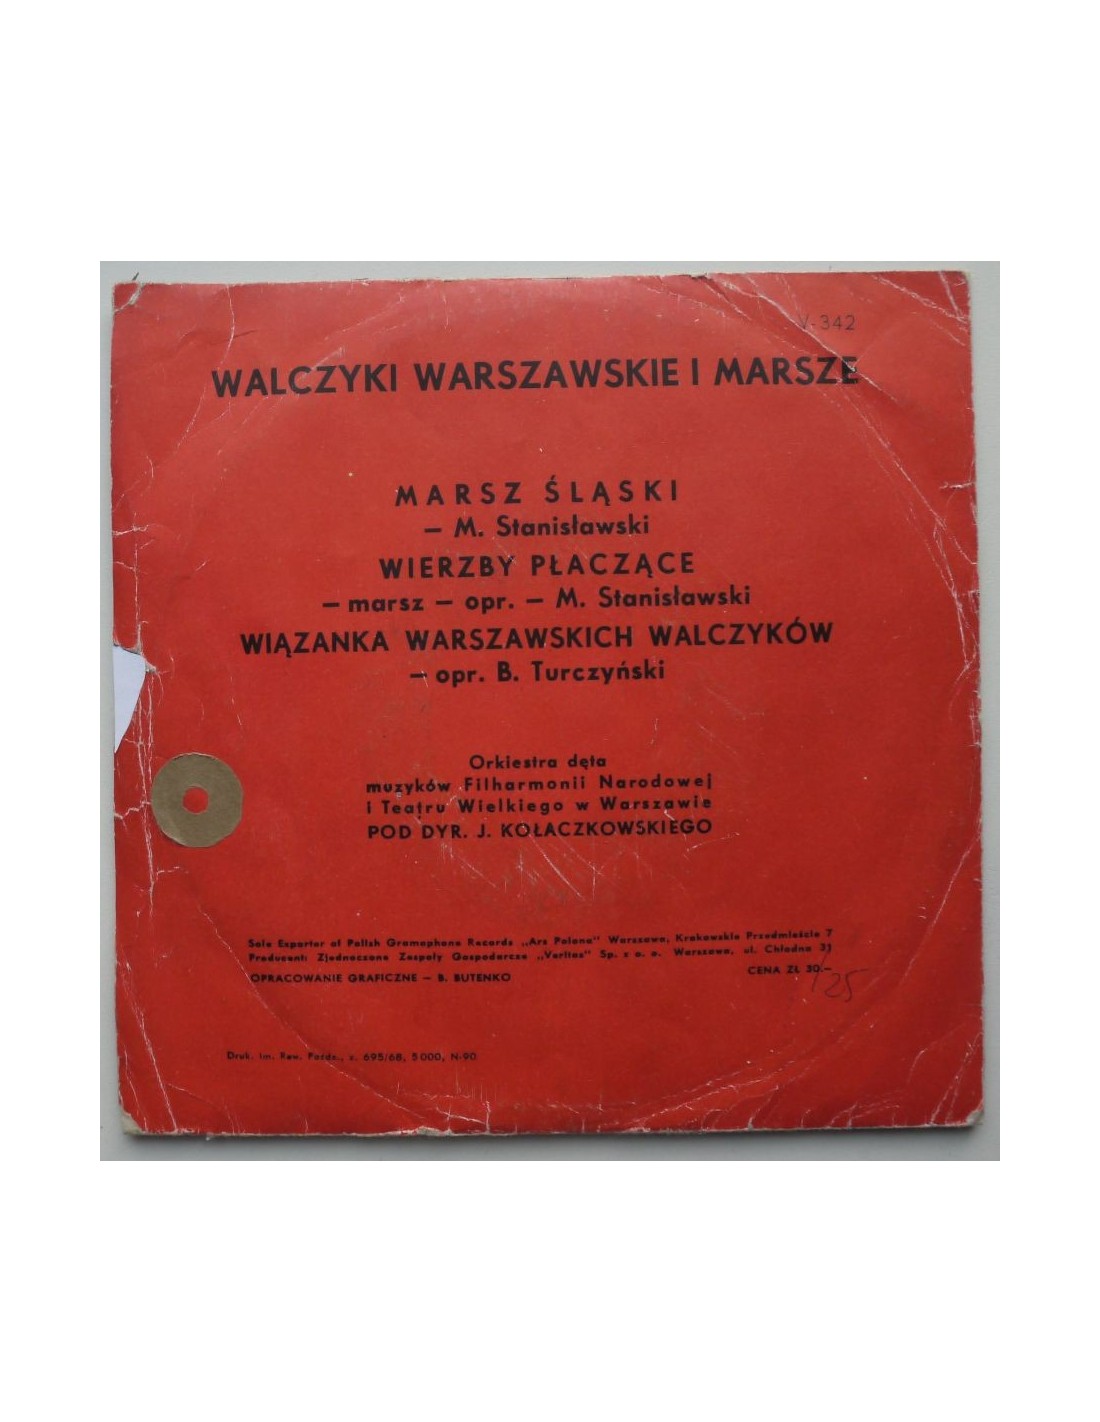 V-342
WALCZYKI WARSZAWSKIE I MARSZE
MARSZ ŚLĄSKI
— M. Stanisławski
WIERZBY PŁACZĄCE
— marsz — opr. — M. Stanisławski
WIĄZANKA WARSZAWSKICH WALCZYKÓW
— opr. B. Turczyński
Orkiestra dęta
muzyków Filharmonii Narodowej
i Teatru Wielkiego w Warszawie
POD DYR. J. KOŁACZKOWSKIEGO
Sole Exporter of Polish Gramophone Records „Ars Polona" Warszawa, Krakowskie Przedmieście 7
Producent: Zjednoczone Zespoły Gospodarcze „Veritas" Sp. z o. o. Warszawa, ul. Chłodna 31
OPRACOWANIE GRAFICZNE — B. BUTENKO
CENA ZŁ 30.—
/25
Druk. im. Rew. Paźdz., z. 695/68, 5000, N-90